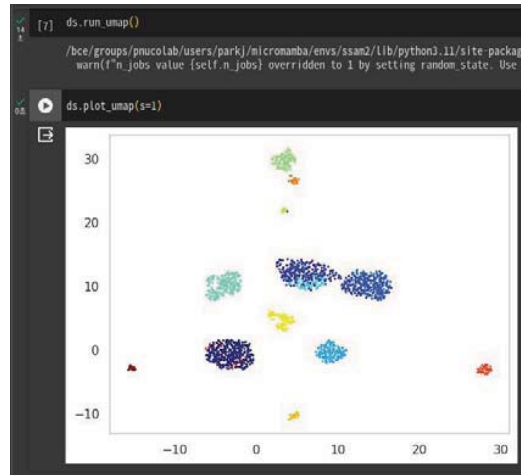 [7] ds.run_umap()
14
/bce/groups/pnucolab/users/parkj/micromamba/envs/ssam2/lib/python3.11/site-packag
warn(f"n_jobs value {self.n_jobs} overridden to 1 by setting random_state. Use
ds.plot_umap(s=1)
30
20
10
0
−10
−10 0 10 20 30